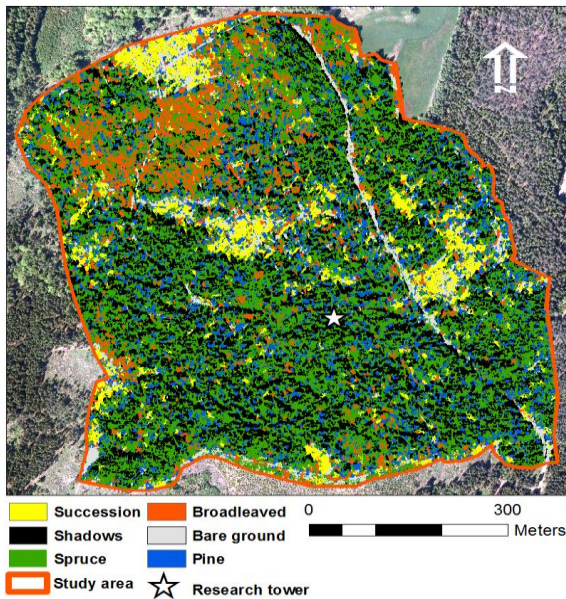 Succession Broadleaved 0 300
Shadows Bare ground Meters
Spruce Pine
Study area Research tower